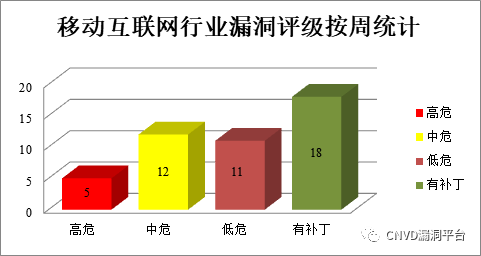 移动互联网行业漏洞评级按周统计
20
15
10
5
0
5
12
11
18
高危
中危
低危
有补丁
高危
中危
低危
有补丁
CNVD漏洞平台